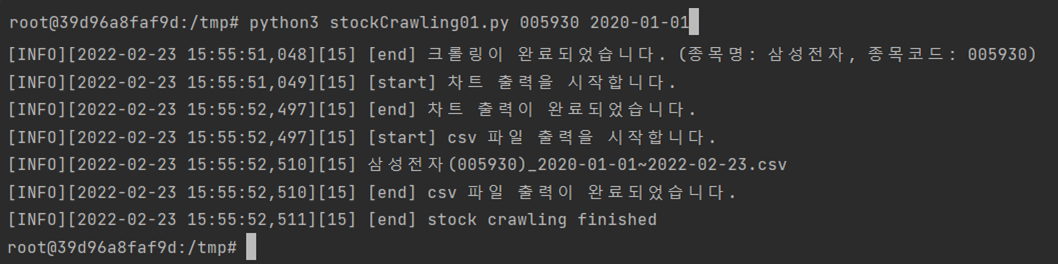 root@39d96a8faf9d:/tmp# python3 stockCrawling01.py 005930 2020-01-01
[INFO][2022-02-23 15:55:51,048][15] [end] 크롤링이 완료되었습니다. (종목명: 삼성전자, 종목코드: 005930)
[INFO][2022-02-23 15:55:51,049][15] [start] 차트 출력을 시작합니다.
[INFO][2022-02-23 15:55:52,497][15] [end] 차트 출력이 완료되었습니다.
[INFO][2022-02-23 15:55:52,497][15] [start] csv 파일 출력을 시작합니다.
[INFO][2022-02-23 15:55:52,510][15] 삼성전자(005930)_2020-01-01~2022-02-23.csv
[INFO][2022-02-23 15:55:52,510][15] [end] csv 파일 출력이 완료되었습니다.
[INFO][2022-02-23 15:55:52,511][15] [end] stock crawling finished
root@39d96a8faf9d:/tmp#